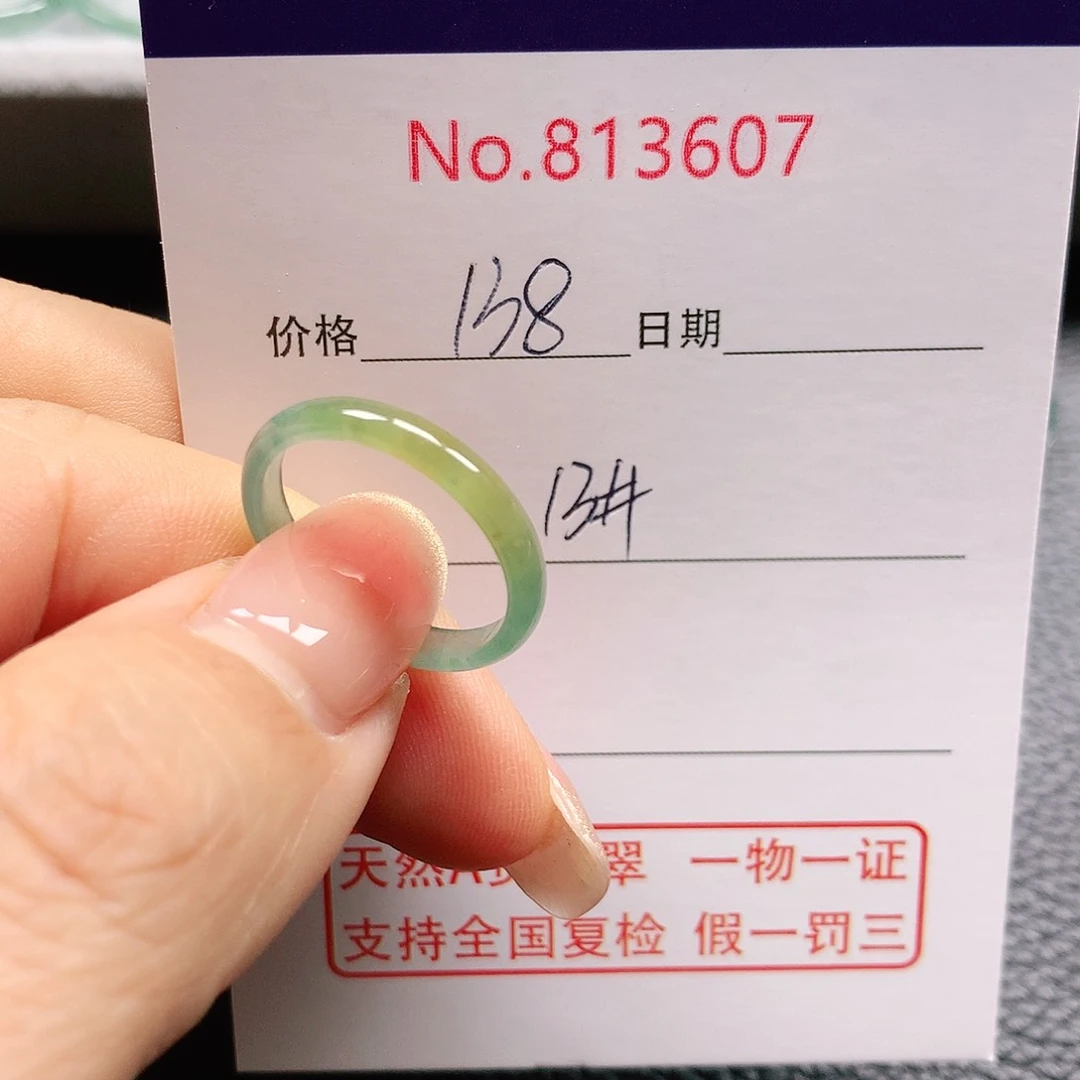 No.813607
价格 138 日期
13#
天然A货 翠 一物一证
支持全国复检 假一罚三